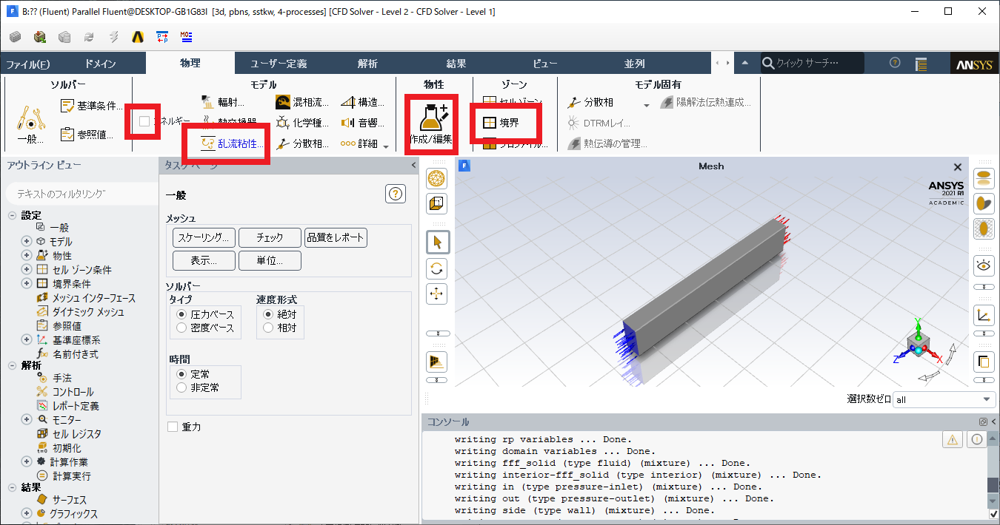 B:?? (Fluent) Parallel Fluent@DESKTOP-GB1G83I [3d, pbns, sstkw, 4-processes] [CFD Solver - Level 2 - CFD Solver - Level 1]
ファイル(F) ドメイン 物理 ユーザー定義 解析 結果 ビュー 並列 クイック サーチ… ANSYS
ソルバー モデル 物性 ゾーン モデル固有
基準条件... 輻射... 混相流... 構造... セルゾーン 分散相 陽解法伝熱連成...
一般... 参照値... エネルギー 熱交換器 化学種... 音響... 作成/編集 境界 DTRMレイ...
乱流粘性... 分散相... 詳細 プロファイル... 熱伝導の管理...
アウトライン ビュー
テキストのフィルタリング
設定
一般
モデル
物性
セル ゾーン条件
境界条件
メッシュ インターフェース
ダイナミック メッシュ
参照値
基準座標系
名前付き式
解析
手法
コントロール
レポート定義
モニター
セル レジスタ
初期化
計算作業
計算実行
結果
サーフェス
グラフィックス
タスク ページ
一般
メッシュ
スケーリング... チェック 品質をレポート
表示... 単位...
ソルバー
タイプ 速度形式
圧力ベース 絶対
密度ベース 相対
時間
定常
非定常
重力
Mesh
ANSYS
2021 R1
ACADEMIC
Y
Z X
選択数ゼロ all
コンソール
writing rp variables ... Done.
writing domain variables ... Done.
writing fff_solid (type fluid) (mixture) ... Done.
writing interior-fff_solid (type interior) (mixture) ... Done.
writing in (type pressure-inlet) (mixture) ... Done.
writing out (type pressure-outlet) (mixture) ... Done.
writing side (type wall) (mixture) ... Done.